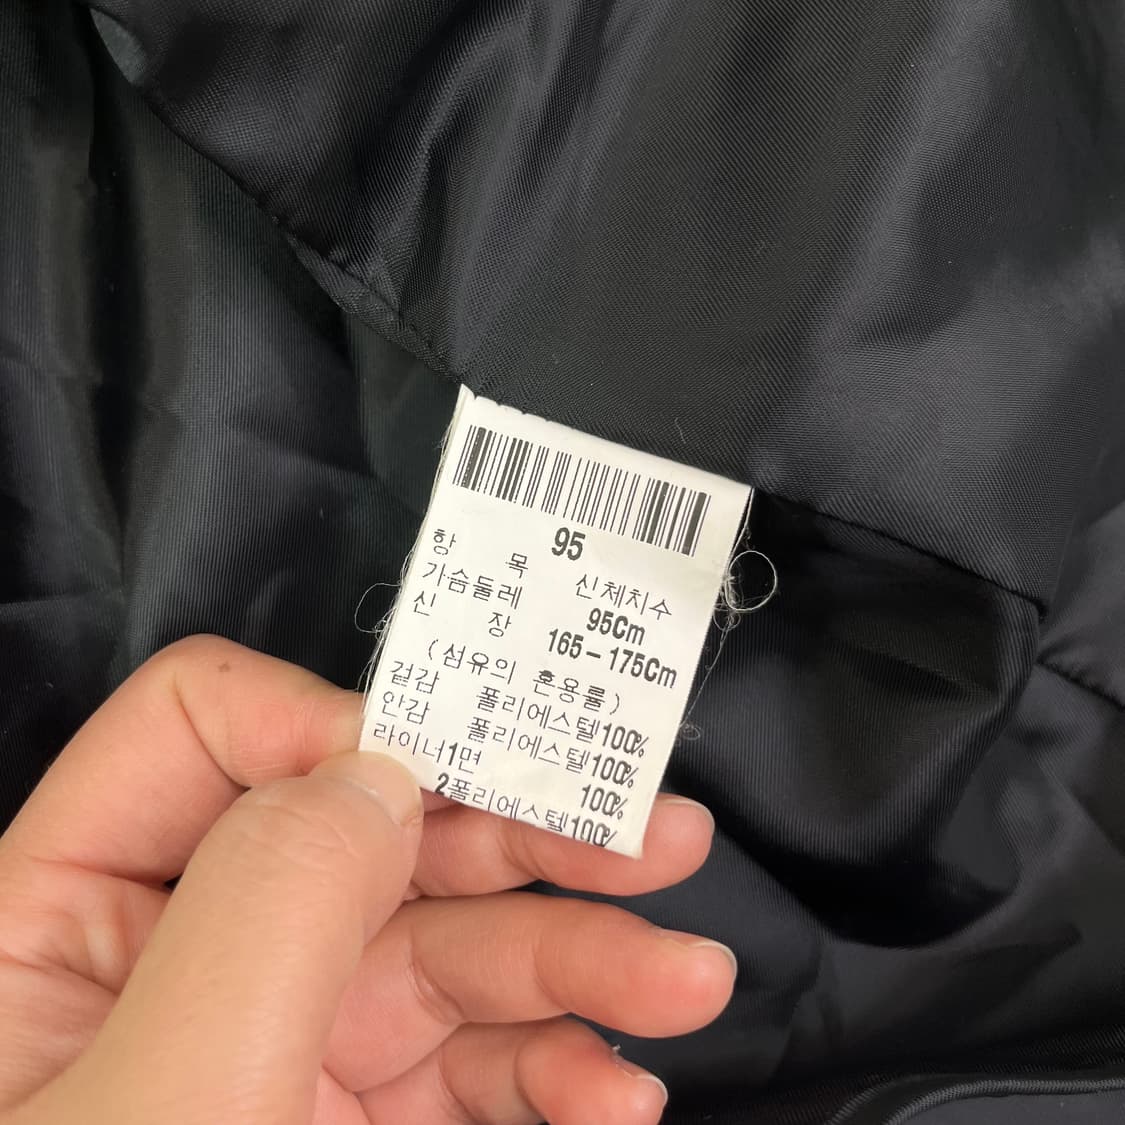 95
항 목 신체치수
가슴둘레 95Cm
신 장 165-175Cm
(섬유의 혼용률)
겉감 폴리에스텔100%
안감 폴리에스텔100%
라이너1면 100%
2폴리에스텔100%